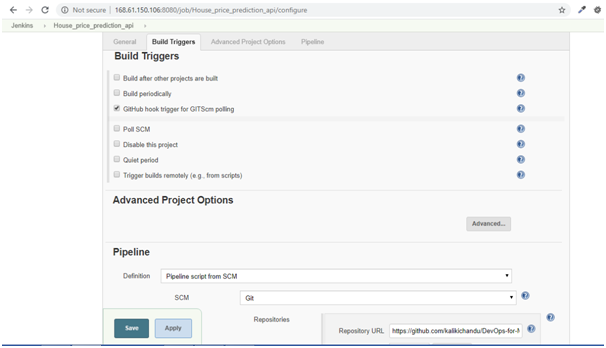 Not secure | 168.61.150.106:8080/job/House_price_prediction_api/configure
Jenkins House_price_prediction_api
General Build Triggers Advanced Project Options Pipeline
Build Triggers
Build after other projects are built
Build periodically
GitHub hook trigger for GITScm polling
Poll SCM
Disable this project
Quiet period
Trigger builds remotely (e.g., from scripts)
Advanced Project Options
Advanced...
Pipeline
Definition Pipeline script from SCM
SCM Git
Repositories
Repository URL https://github.com/kalikichandu/DevOps-for-
Save Apply